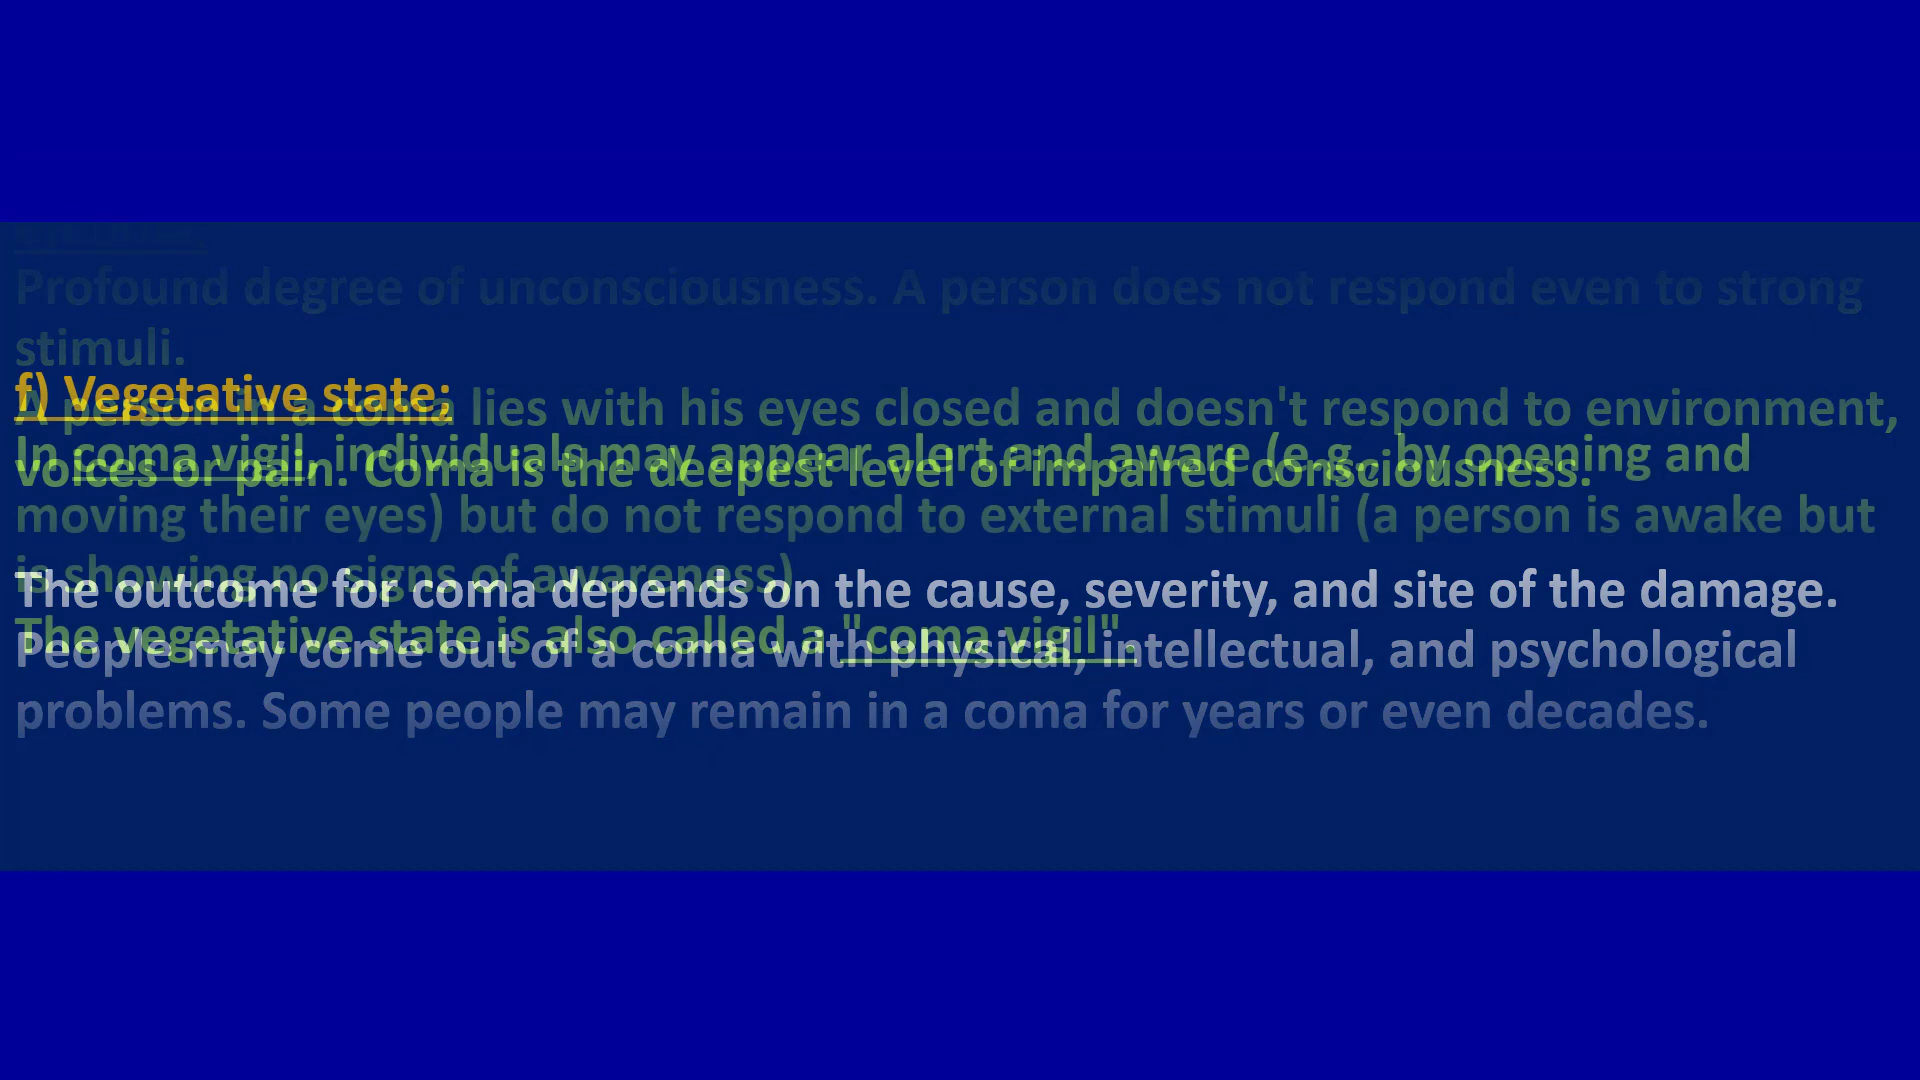 Profound degree of unconsciousness. A person does not respond even to strong
stimuli.
A person in a coma lies with his eyes closed and doesn't respond to environment,
voices or pain. Coma is the deepest level of impaired consciousness.
The outcome for coma depends on the cause, severity, and site of the damage.
People may come out of a coma with physical, intellectual, and psychological
problems. Some people may remain in a coma for years or even decades.
f) Vegetative state;
In coma vigil, individuals may appear alert and aware (e.g., by opening and
moving their eyes) but do not respond to external stimuli (a person is awake but
is showing no signs of awareness)
The vegetative state is also called a "coma vigil".